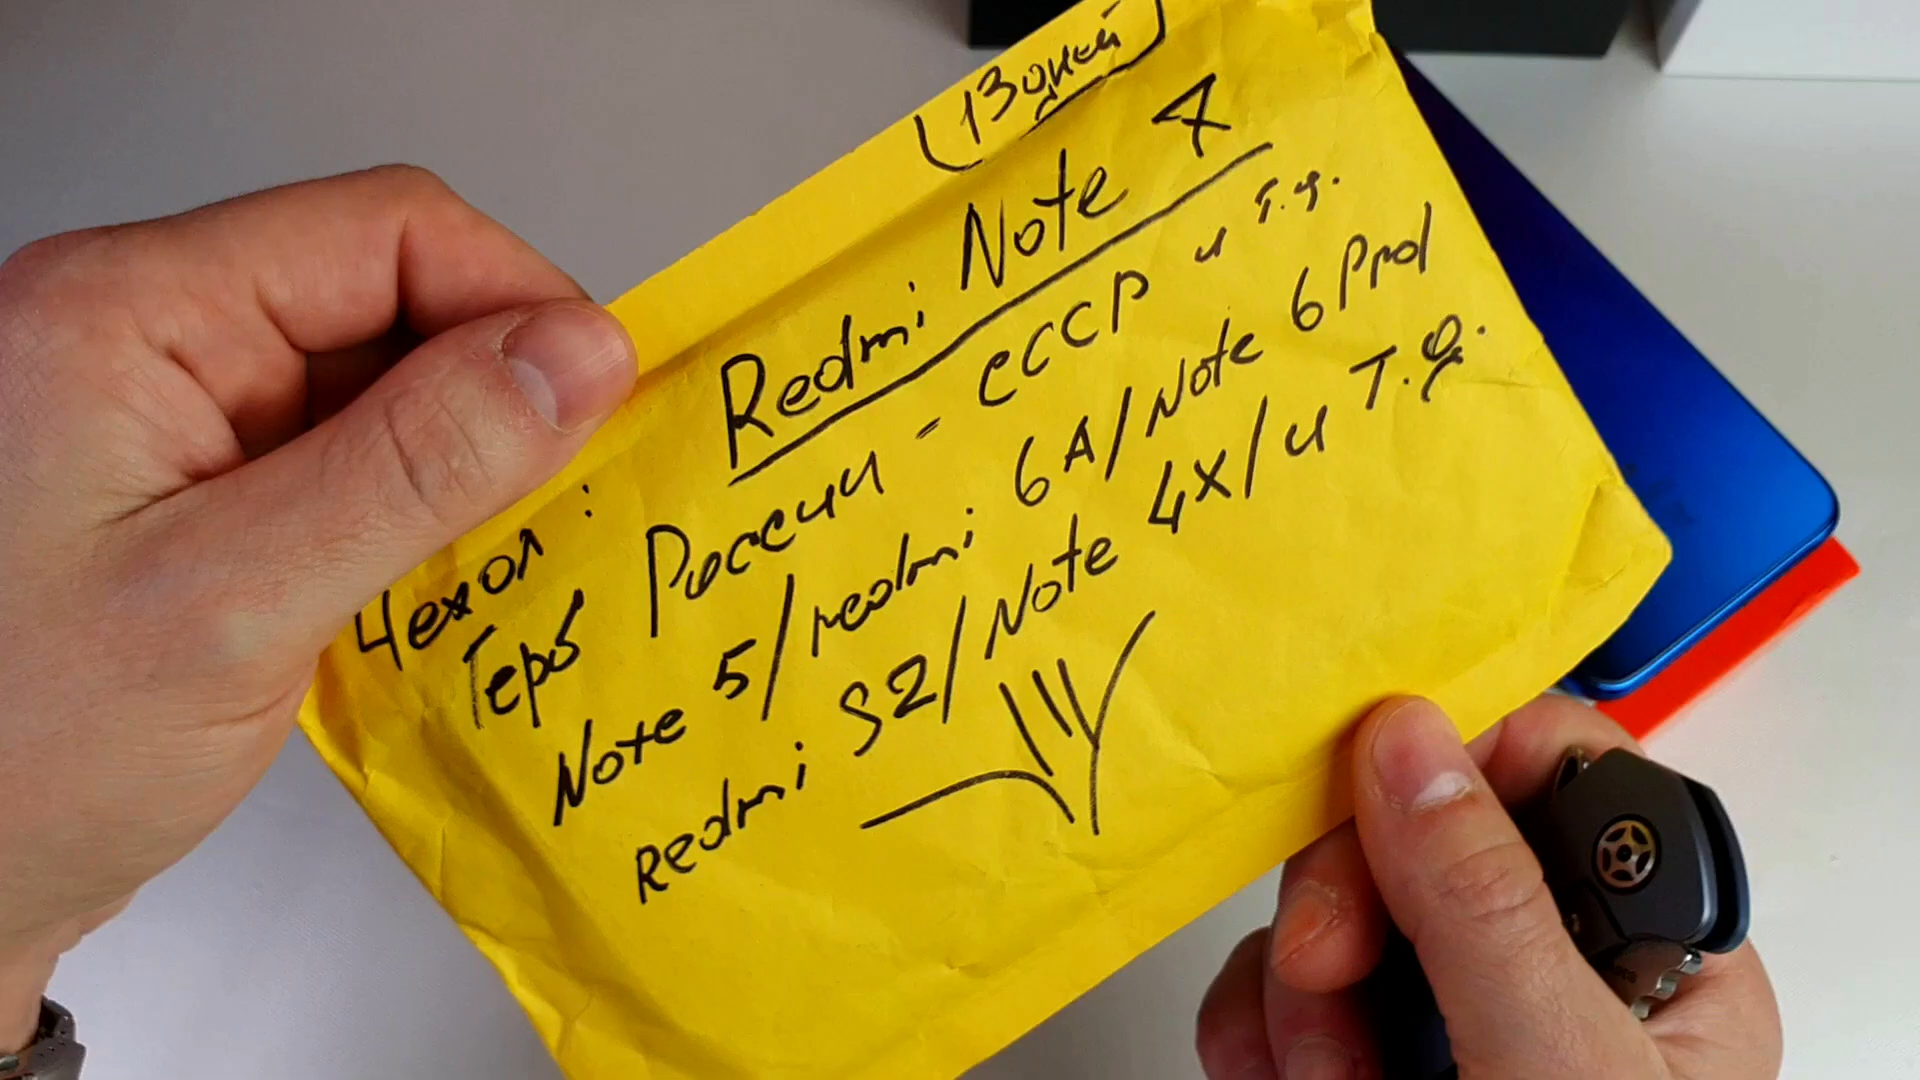 (13 дней)
Redmi Note 4
Чехол:
Герб России - СССР и т.д.
Note 5/redmi 6A/Note 6 Pro/
redmi S2/Note 4X/и т.д.